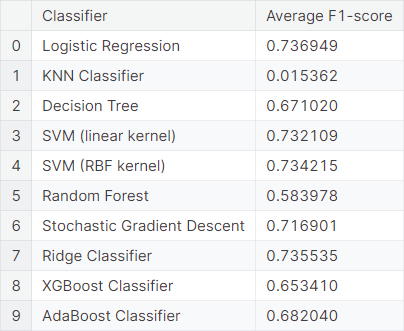 Classifier Average F1-score
0 Logistic Regression 0.736949
1 KNN Classifier 0.015362
2 Decision Tree 0.671020
3 SVM (linear kernel) 0.732109
4 SVM (RBF kernel) 0.734215
5 Random Forest 0.583978
6 Stochastic Gradient Descent 0.716901
7 Ridge Classifier 0.735535
8 XGBoost Classifier 0.653410
9 AdaBoost Classifier 0.682040